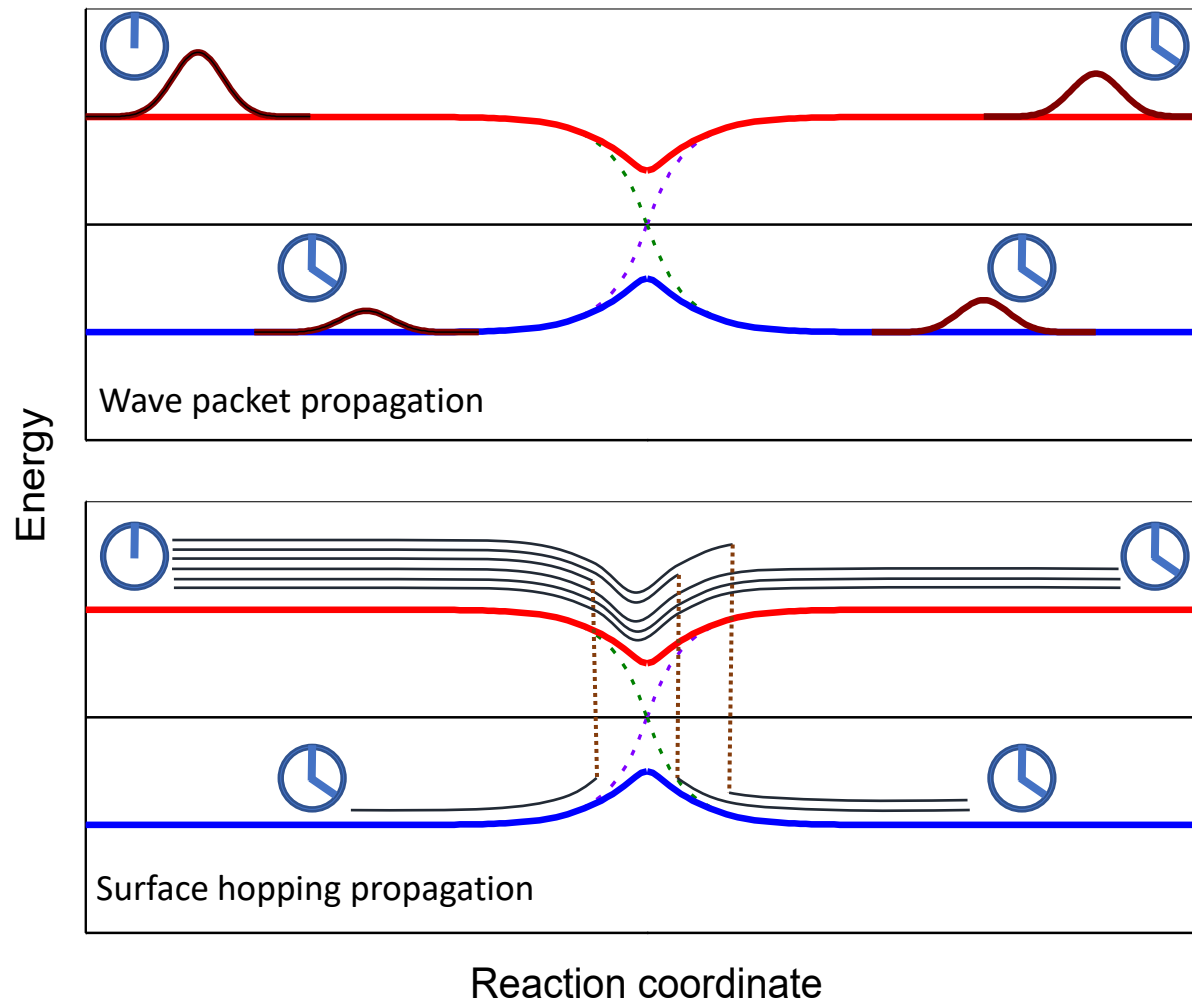 Wave packet propagation
Energy
Surface hopping propagation
Reaction coordinate